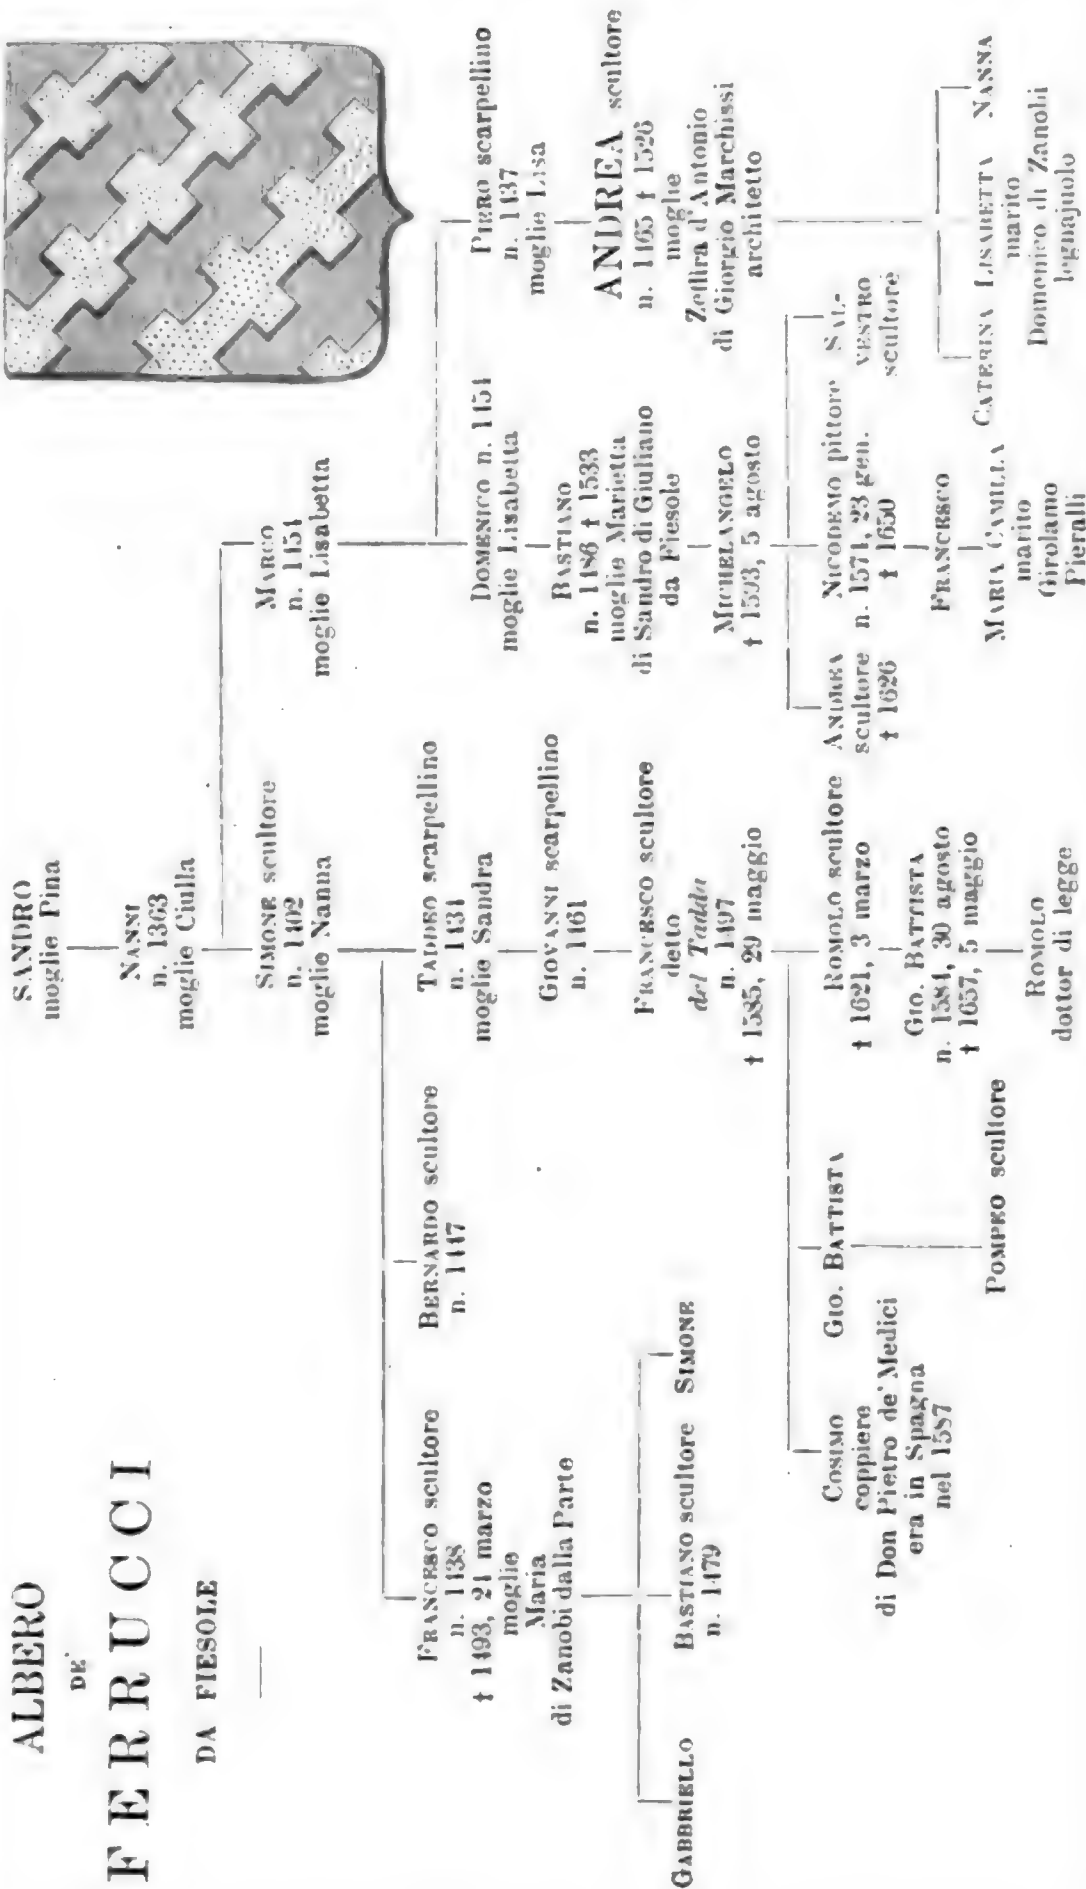 ALBERO
DE'
FERRUCCI
DA FIESOLE
SANDRO
moglie Pina
NANNI
n. 1363
moglie Ciulla
SIMONE scultore
n. 1402
moglie Nanna
MARCO
n. 1451
moglie Lisabetta
FRANCESCO scultore
n. 1438
† 1493, 24 marzo
moglie
Maria
di Zanobi dalla Parte
BERNARDO scultore
n. 1447
TADDEO scarpellino
n. 1431
moglie Sandra
DOMENICO n. 1451
moglie Lisabetta
PIERO scarpellino
n. 1437
moglie Lisa
GIOVANNI scarpellino
n. 1461
BASTIANO
n. 1486 † 1533
moglie Marietta
di Sandro di Giuliano
da Fiesole
ANDREA scultore
n. 1465 † 1526
moglie
Zeffira d'Antonio
di Giorgio Marchissi
architetto
GABBRIELLO
BASTIANO scultore
n. 1479
SIMONE
FRANCESCO scultore
detto
del Tadda
n. 1497
† 1585, 29 maggio
MICHELANGELO
† 1593, 5 agosto
COSIMO
coppiere
di Don Pietro de' Medici
era in Spagna
nel 1587
GIO. BATTISTA
ROMOLO scultore
† 1621, 3 marzo
ANDREA
scultore
† 1626
NICODEMO pittore
n. 1571, 23 gen.
† 1650
SAL-
VESTRO
scultore
GIO. BATTISTA
n. 1584, 30 agosto
† 1657, 5 maggio
FRANCESCO
POMPEO scultore
ROMOLO
dottor di legge
MARIA CAMILLA
marito
Girolamo
Pieralli
CATERINA
LISABETTA
marito
Domenico di Zanobi
legnajuolo
NANNA